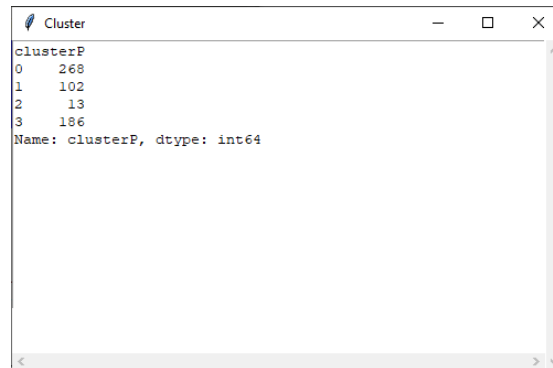 Cluster
clusterP
0    268
1    102
2     13
3    186
Name: clusterP, dtype: int64